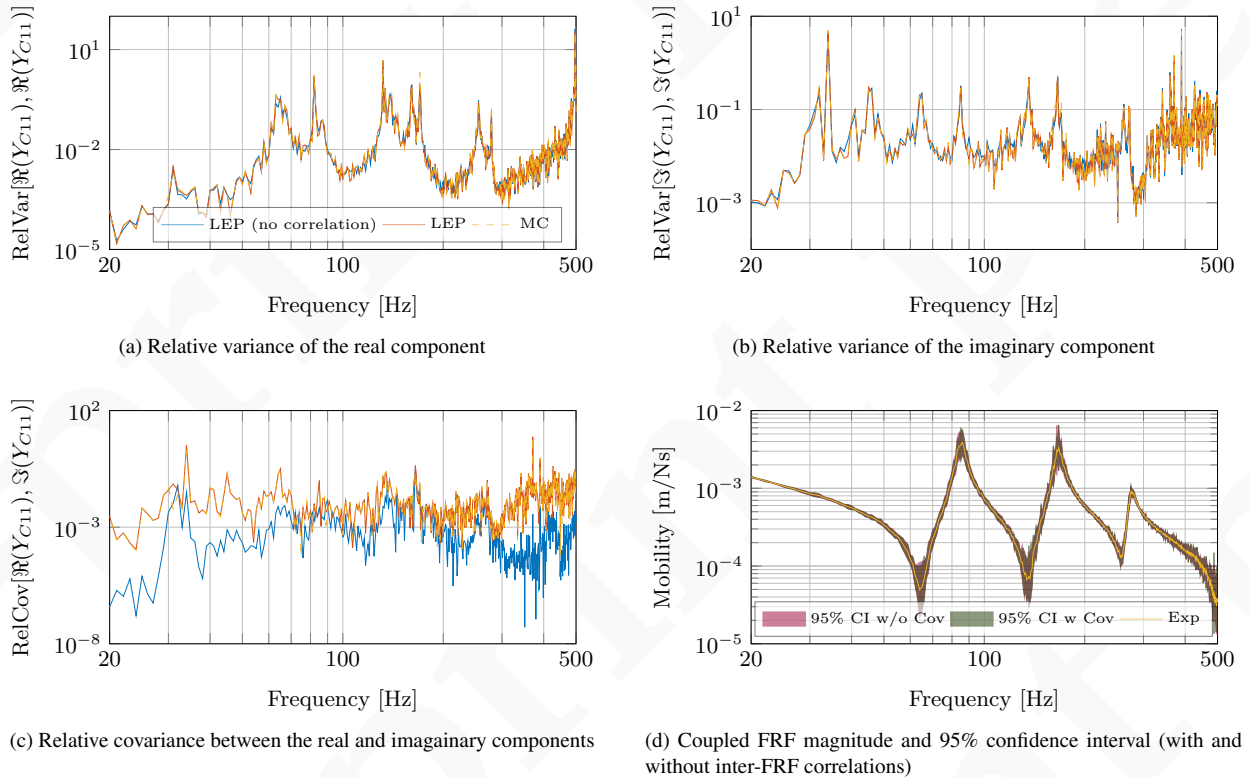 10^1
10^-2
10^-5
20
100
500
RelVar[ℜ(Y_C11), ℜ(Y_C11)]
LEP (no correlation) LEP MC
Frequency [Hz]
(a) Relative variance of the real component
10^1
10^-1
10^-3
20
100
500
RelVar[ℑ(Y_C11), ℑ(Y_C11)]
Frequency [Hz]
(b) Relative variance of the imaginary component
10^2
10^-3
10^-8
20
100
500
RelCov[ℜ(Y_C11), ℑ(Y_C11)]
Frequency [Hz]
(c) Relative covariance between the real and imagainary components
10^-2
10^-3
10^-4
10^-5
20
100
500
Mobility [m/Ns]
95% CI w/o Cov 95% CI w Cov Exp
Frequency [Hz]
(d) Coupled FRF magnitude and 95% confidence interval (with and
without inter-FRF correlations)